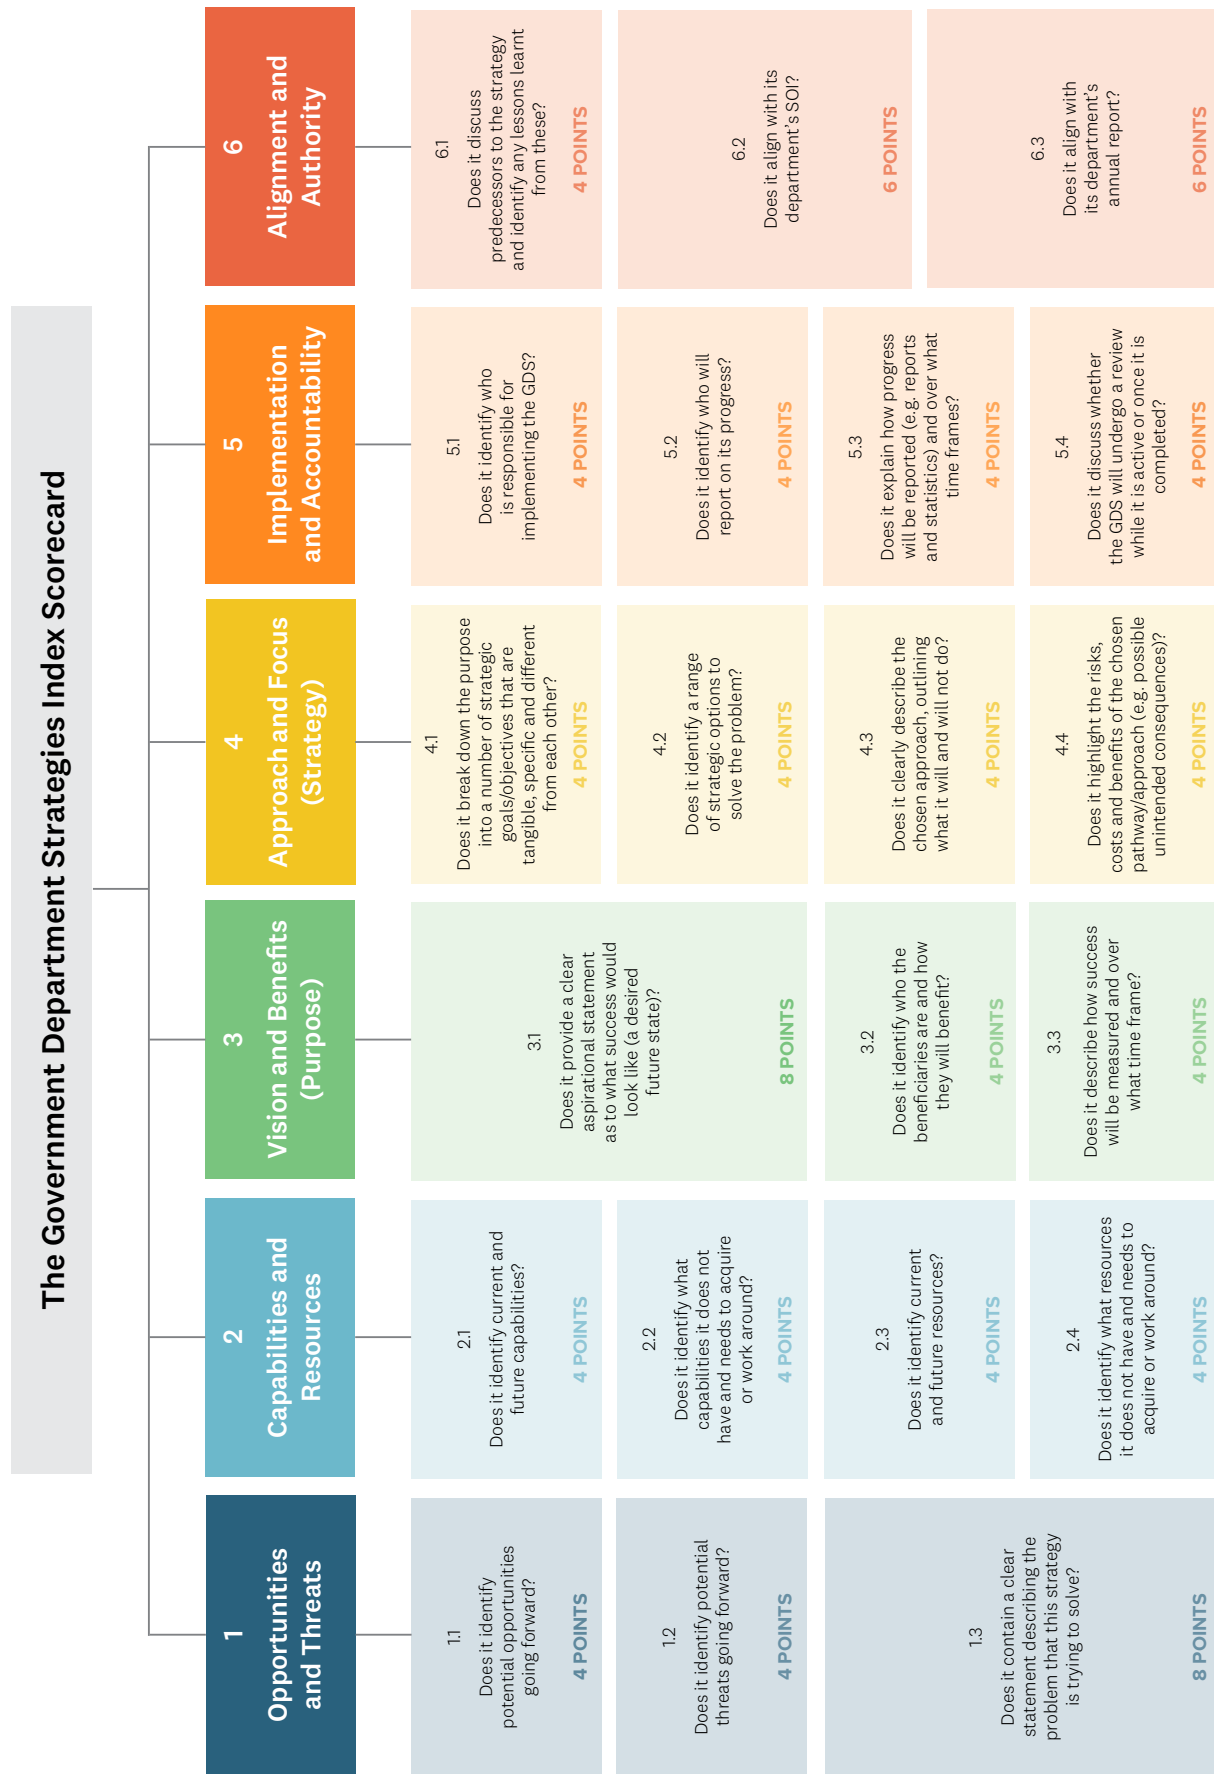 The Government Department Strategies Index Scorecard
1
Opportunities
and Threats
1.1
Does it identify
potential opportunities
going forward?
4 POINTS
1.2
Does it identify potential
threats going forward?
4 POINTS
1.3
Does it contain a clear
statement describing the
problem that this strategy
is trying to solve?
8 POINTS
2
Capabilities and
Resources
2.1
Does it identify current and
future capabilities?
4 POINTS
2.2
Does it identify what
capabilities it does not
have and needs to acquire
or work around?
4 POINTS
2.3
Does it identify current
and future resources?
4 POINTS
2.4
Does it identify what resources
it does not have and needs to
acquire or work around?
4 POINTS
3
Vision and Benefits
(Purpose)
3.1
Does it provide a clear
aspirational statement
as to what success would
look like (a desired
future state)?
8 POINTS
3.2
Does it identify who the
beneficiaries are and how
they will benefit?
4 POINTS
3.3
Does it describe how success
will be measured and over
what time frame?
4 POINTS
4
Approach and Focus
(Strategy)
4.1
Does it break down the purpose
into a number of strategic
goals/objectives that are
tangible, specific and different
from each other?
4 POINTS
4.2
Does it identify a range
of strategic options to
solve the problem?
4 POINTS
4.3
Does it clearly describe the
chosen approach, outlining
what it will and will not do?
4 POINTS
4.4
Does it highlight the risks,
costs and benefits of the chosen
pathway/approach (e.g. possible
unintended consequences)?
4 POINTS
5
Implementation
and Accountability
5.1
Does it identify who
is responsible for
implementing the GDS?
4 POINTS
5.2
Does it identify who will
report on its progress?
4 POINTS
5.3
Does it explain how progress
will be reported (e.g. reports
and statistics) and over what
time frames?
4 POINTS
5.4
Does it discuss whether
the GDS will undergo a review
while it is active or once it is
completed?
4 POINTS
6
Alignment and
Authority
6.1
Does it discuss
predecessors to the strategy
and identify any lessons learnt
from these?
4 POINTS
6.2
Does it align with its
department's SOI?
6 POINTS
6.3
Does it align with
its department's
annual report?
6 POINTS